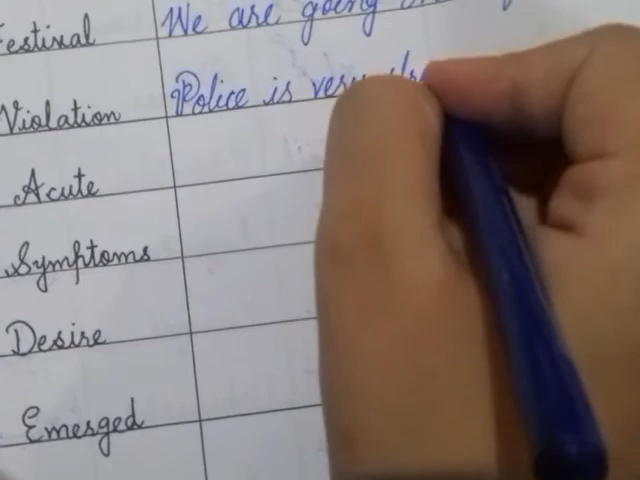 Festival We are going
Violation Police is very
Acute
Symptoms
Desire
Emerged